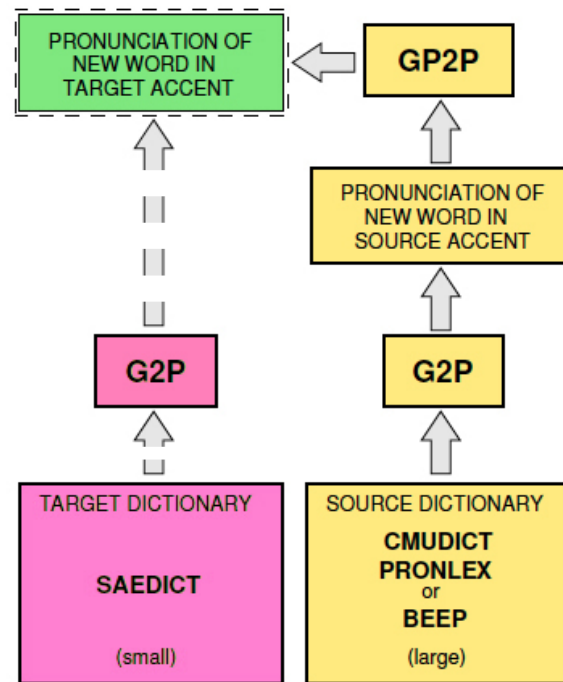 PRONUNCIATION OF
NEW WORD IN
TARGET ACCENT
GP2P
PRONUNCIATION OF
NEW WORD IN
SOURCE ACCENT
G2P
G2P
TARGET DICTIONARY
SAEDICT
(small)
SOURCE DICTIONARY
CMUDICT
PRONLEX
or
BEEP
(large)